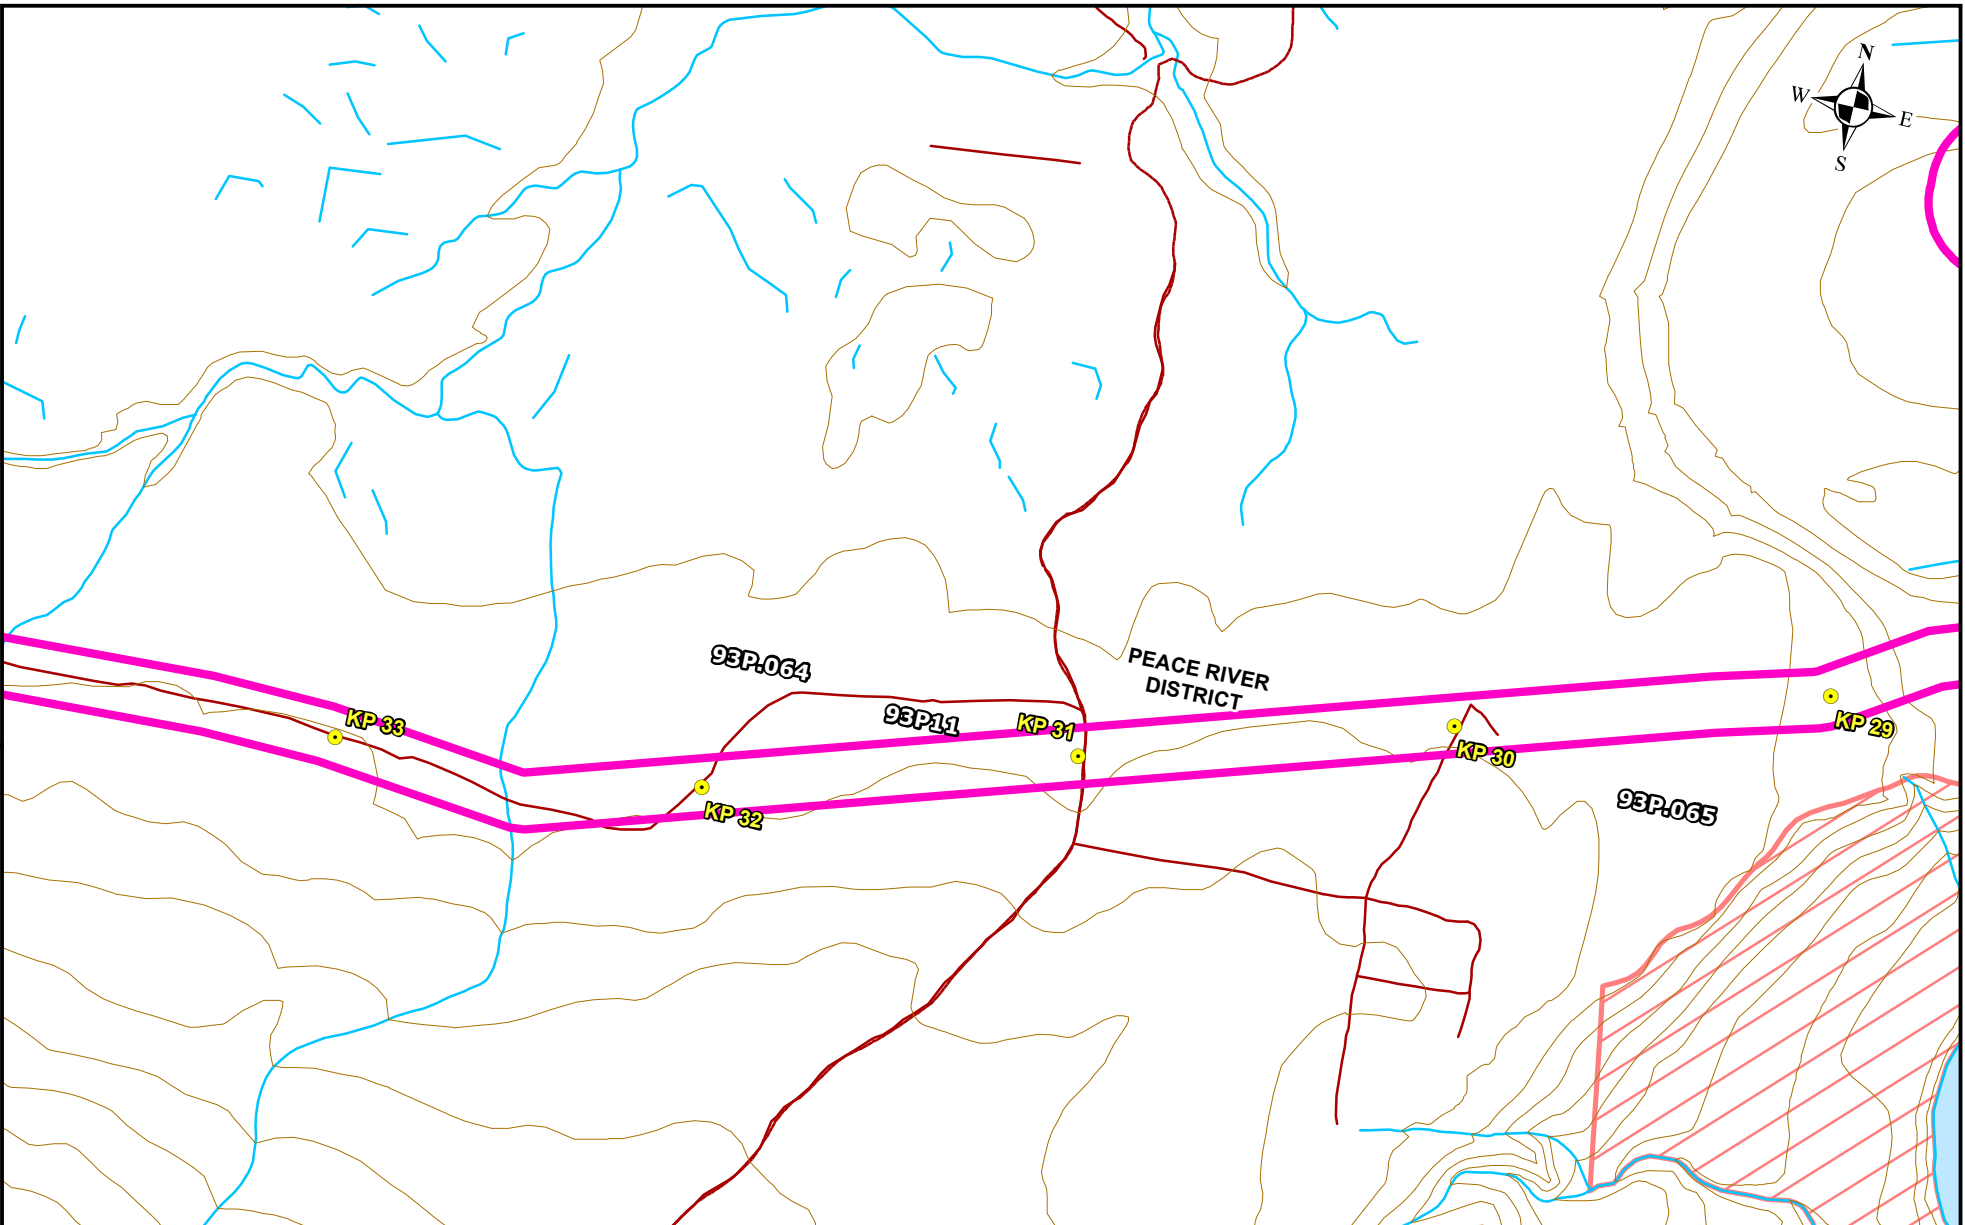 N
W
E
S
93P.064
PEACE RIVER
DISTRICT
KP 33
93P11
KP 31
KP 29
KP 30
KP 32
93P.065